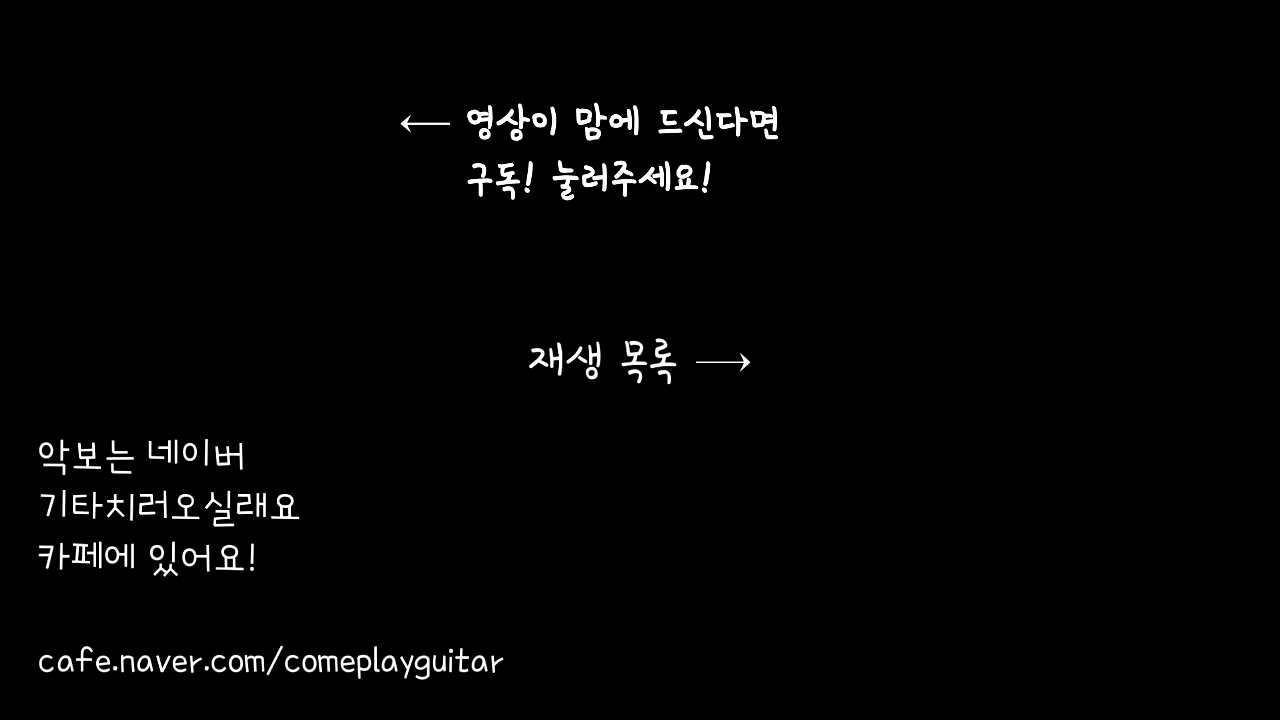 ← 영상이 맘에 드신다면
구독! 눌러주세요!
재생 목록 →
악보는 네이버
기타치러오실래요
카페에 있어요!
cafe.naver.com/comeplayguitar